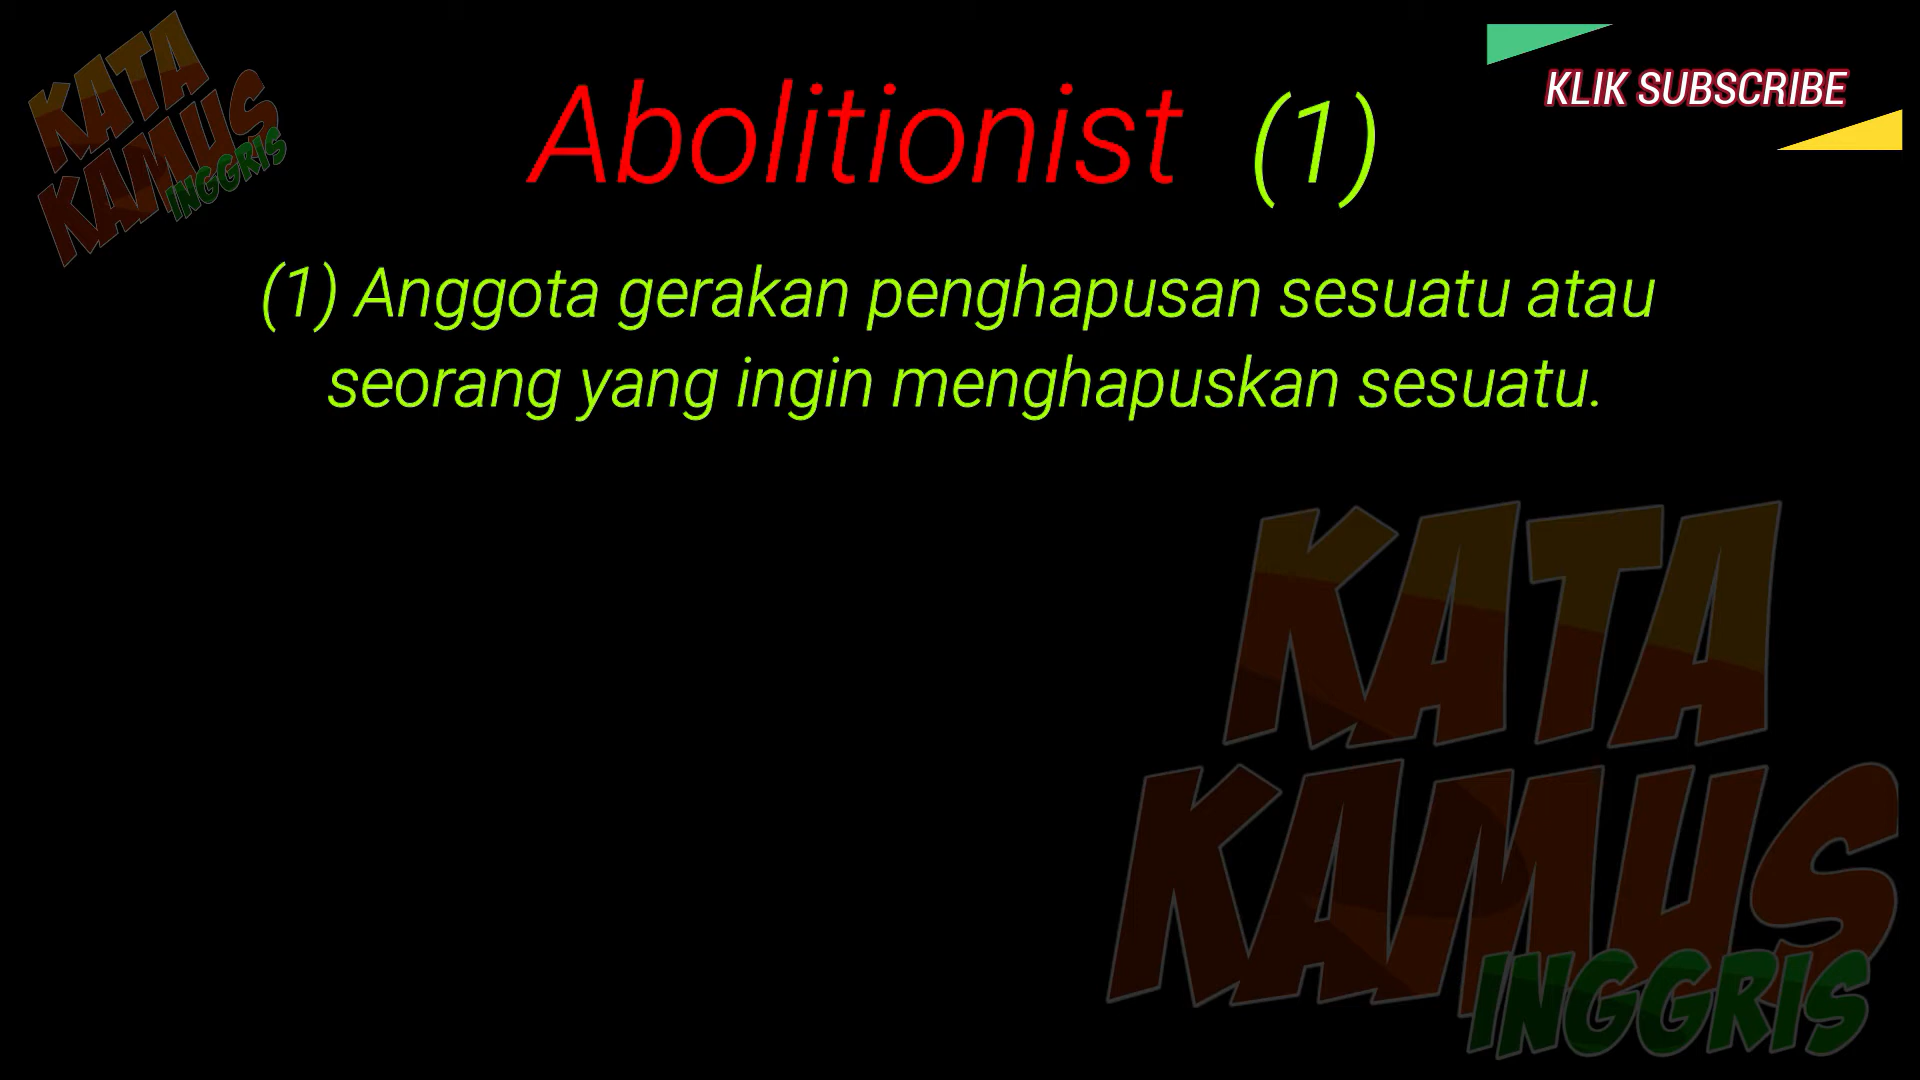 KATA
KAMUS
INGGRIS
Abolitionist (1)
KLIK SUBSCRIBE
(1) Anggota gerakan penghapusan sesuatu atau
seorang yang ingin menghapuskan sesuatu.
KATA
KAMUS
INGGRIS